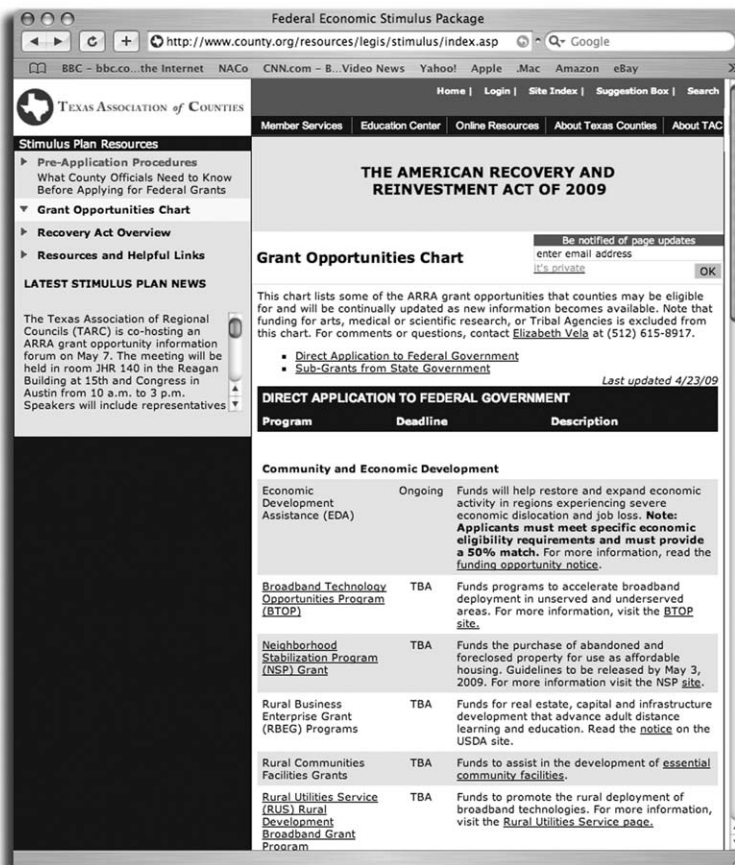 Federal Economic Stimulus Package
http://www.county.org/resources/legis/stimulus/index.asp
Google
BBC - bbc.co...the Internet NACo CNN.com - B...Video News Yahoo! Apple .Mac Amazon eBay
Home | Login | Site Index | Suggestion Box | Search
TEXAS ASSOCIATION of COUNTIES
Member Services Education Center Online Resources About Texas Counties About TAC
Stimulus Plan Resources
Pre-Application Procedures
What County Officials Need to Know
Before Applying for Federal Grants
Grant Opportunities Chart
Recovery Act Overview
Resources and Helpful Links
LATEST STIMULUS PLAN NEWS
The Texas Association of Regional
Councils (TARC) is co-hosting an
ARRA grant opportunity information
forum on May 7. The meeting will be
held in room JHR 140 in the Reagan
Building at 15th and Congress in
Austin from 10 a.m. to 3 p.m.
Speakers will include representatives
THE AMERICAN RECOVERY AND
REINVESTMENT ACT OF 2009
Grant Opportunities Chart
Be notified of page updates
enter email address
it's private OK
This chart lists some of the ARRA grant opportunities that counties may be eligible
for and will be continually updated as new information becomes available. Note that
funding for arts, medical or scientific research, or Tribal Agencies is excluded from
this chart. For comments or questions, contact Elizabeth Vela at (512) 615-8917.
Direct Application to Federal Government
Sub-Grants from State Government
Last updated 4/23/09
DIRECT APPLICATION TO FEDERAL GOVERNMENT
Program Deadline Description
Community and Economic Development
Economic
Development
Assistance (EDA)
Ongoing
Funds will help restore and expand economic
activity in regions experiencing severe
economic dislocation and job loss. Note:
Applicants must meet specific economic
eligibility requirements and must provide
a 50% match. For more information, read the
funding opportunity notice.
Broadband Technology
Opportunities Program
(BTOP)
TBA
Funds programs to accelerate broadband
deployment in unserved and underserved
areas. For more information, visit the BTOP
site.
Neighborhood
Stabilization Program
(NSP) Grant
TBA
Funds the purchase of abandoned and
foreclosed property for use as affordable
housing. Guidelines to be released by May 3,
2009. For more information visit the NSP site.
Rural Business
Enterprise Grant
(RBEG) Programs
TBA
Funds for real estate, capital and infrastructure
development that advance adult distance
learning and education. Read the notice on the
USDA site.
Rural Communities
Facilities Grants
TBA
Funds to assist in the development of essential
community facilities.
Rural Utilities Service
(RUS) Rural
Development
Broadband Grant
Program
TBA
Funds to promote the rural deployment of
broadband technologies. For more information,
visit the Rural Utilities Service page.